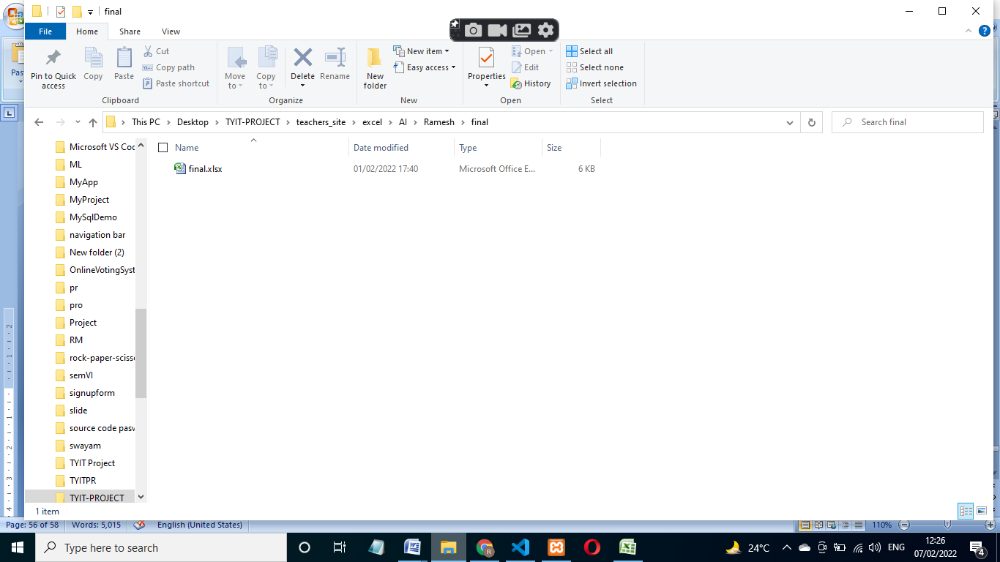 final
File Home Share View
Pin to Quick access
Copy
Paste
Cut
Copy path
Paste shortcut
Clipboard
Move to
Copy to
Delete
Rename
Organize
New folder
New item
Easy access
New
Properties
Open
Edit
History
Open
Select all
Select none
Invert selection
Select
This PC > Desktop > TYIT-PROJECT > teachers_site > excel > AI > Ramesh > final
Search final
Name Date modified Type Size
final.xlsx 01/02/2022 17:40 Microsoft Office E... 6 KB
Microsoft VS Coc
ML
MyApp
MyProject
MySqlDemo
navigation bar
New folder (2)
OnlineVotingSyst
pr
pro
Project
RM
rock-paper-scisso
semVI
signupform
slide
source code pasw
swayam
TYIT Project
TYITPR
TYIT-PROJECT
1 item
Page: 56 of 58 Words: 5,015 English (United States) 110%
Type here to search
24°C ENG
12:26
07/02/2022
4